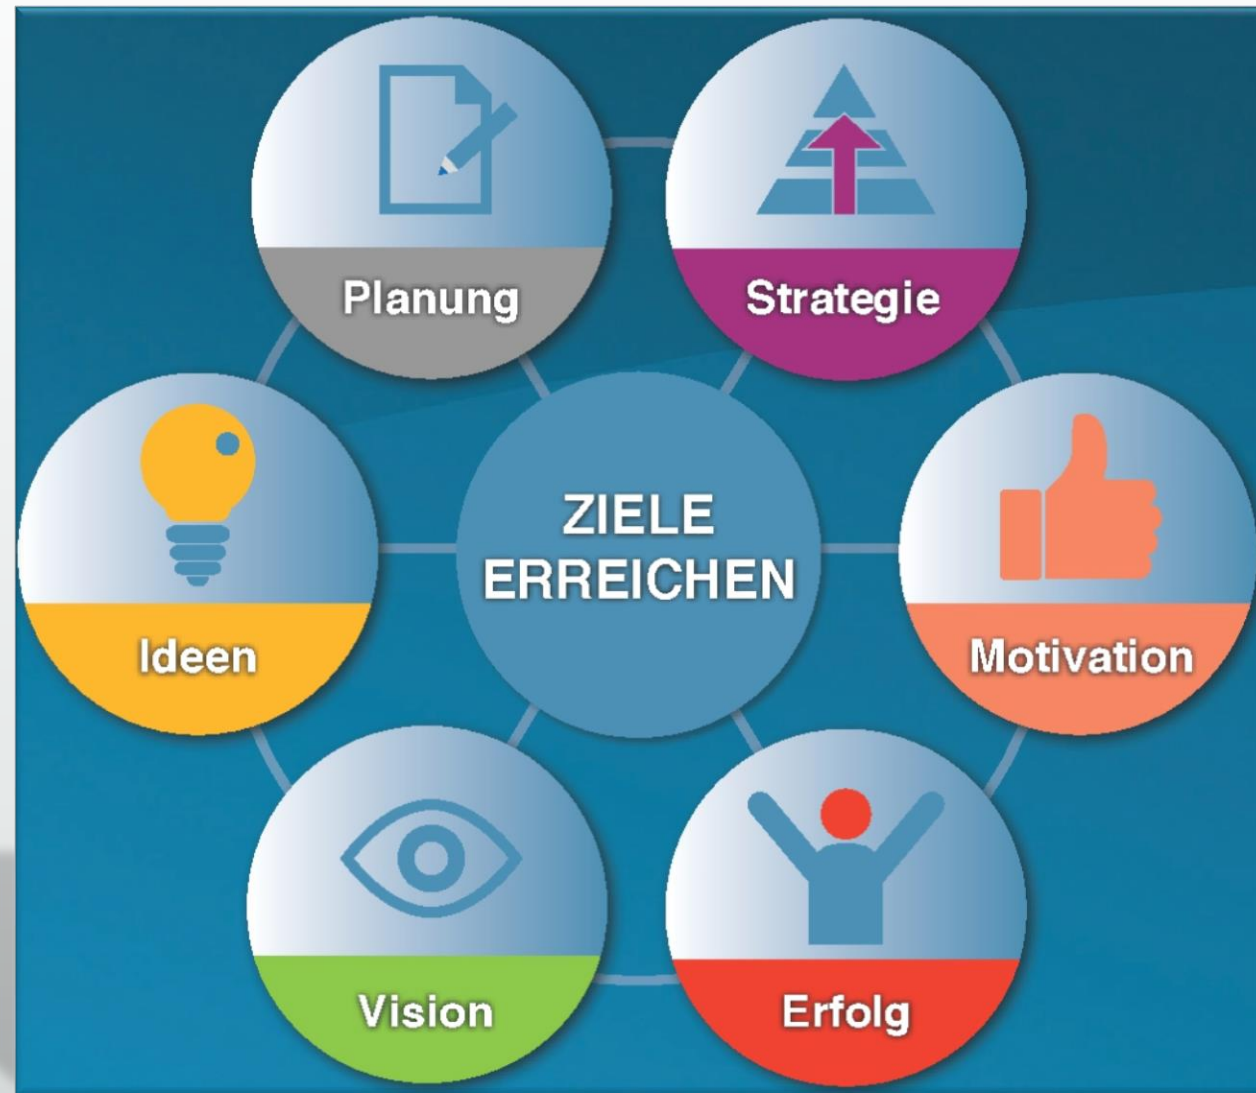 Planung
Strategie
Ideen
ZIELE
ERREICHEN
Motivation
Vision
Erfolg